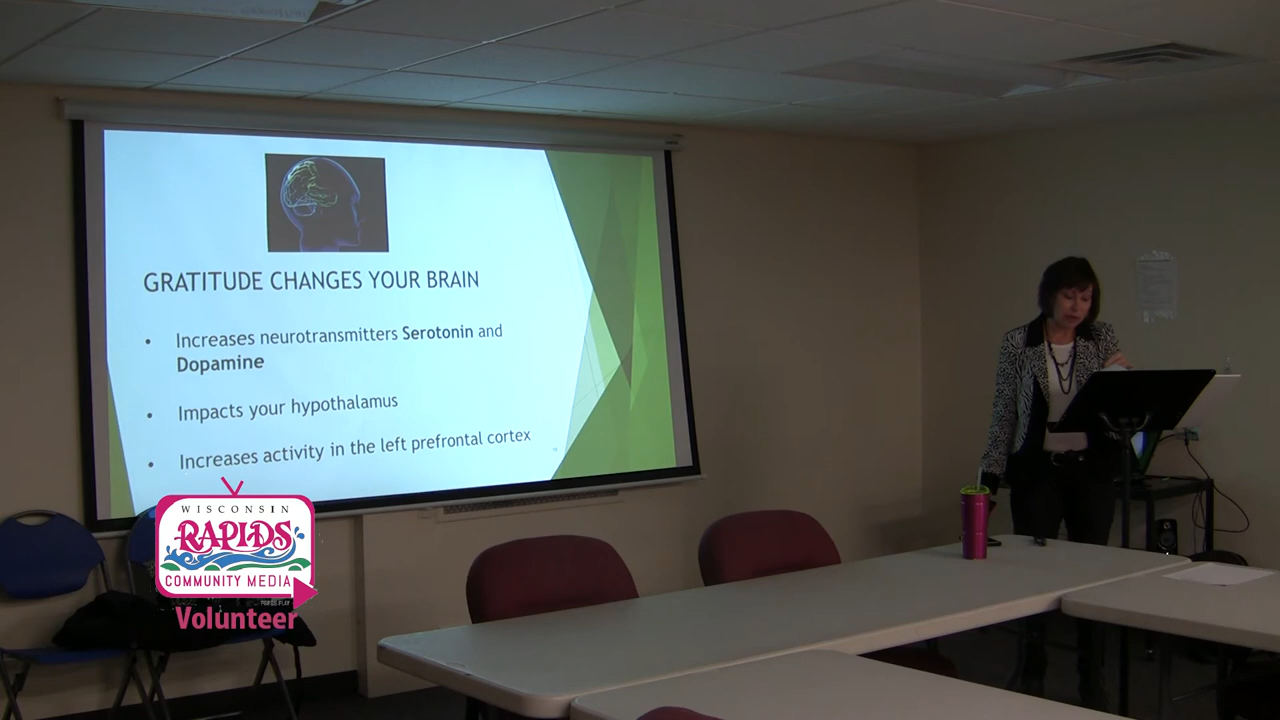 GRATITUDE CHANGES YOUR BRAIN
• Increases neurotransmitters Serotonin and
Dopamine
• Impacts your hypothalamus
• Increases activity in the left prefrontal cortex
WISCONSIN
RAPIDS
COMMUNITY MEDIA
Volunteer